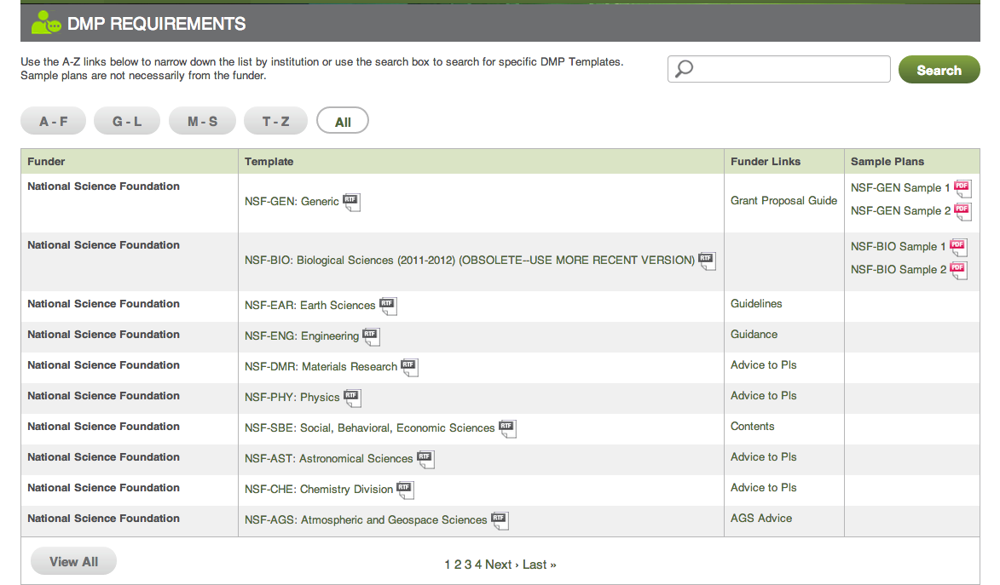 DMP REQUIREMENTS
Use the A-Z links below to narrow down the list by institution or use the search box to search for specific DMP Templates.
Sample plans are not necessarily from the funder.
Search
A - F G - L M - S T - Z All
Funder Template Funder Links Sample Plans
National Science Foundation NSF-GEN: Generic RTF Grant Proposal Guide NSF-GEN Sample 1 PDF
NSF-GEN Sample 2 PDF
National Science Foundation NSF-BIO: Biological Sciences (2011-2012) (OBSOLETE--USE MORE RECENT VERSION) RTF NSF-BIO Sample 1 PDF
NSF-BIO Sample 2 PDF
National Science Foundation NSF-EAR: Earth Sciences RTF Guidelines
National Science Foundation NSF-ENG: Engineering RTF Guidance
National Science Foundation NSF-DMR: Materials Research RTF Advice to PIs
National Science Foundation NSF-PHY: Physics RTF Advice to PIs
National Science Foundation NSF-SBE: Social, Behavioral, Economic Sciences RTF Contents
National Science Foundation NSF-AST: Astronomical Sciences RTF Advice to PIs
National Science Foundation NSF-CHE: Chemistry Division RTF Advice to PIs
National Science Foundation NSF-AGS: Atmospheric and Geospace Sciences RTF AGS Advice
View All 1 2 3 4 Next › Last »